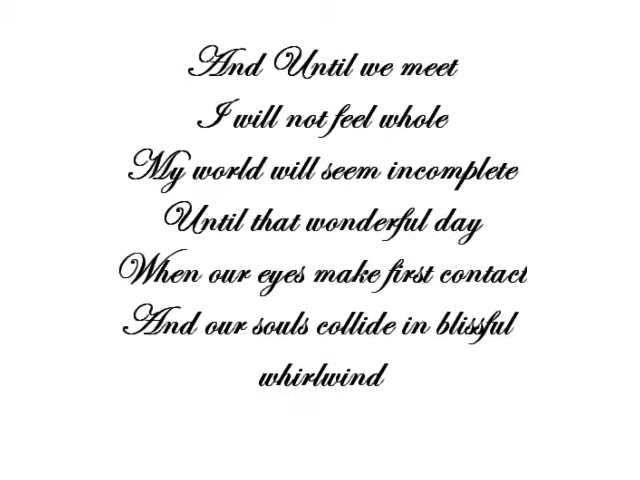 And Until we meet
I will not feel whole
My world will seem incomplete
Until that wonderful day
When our eyes make first contact
And our souls collide in blissful
whirlwind